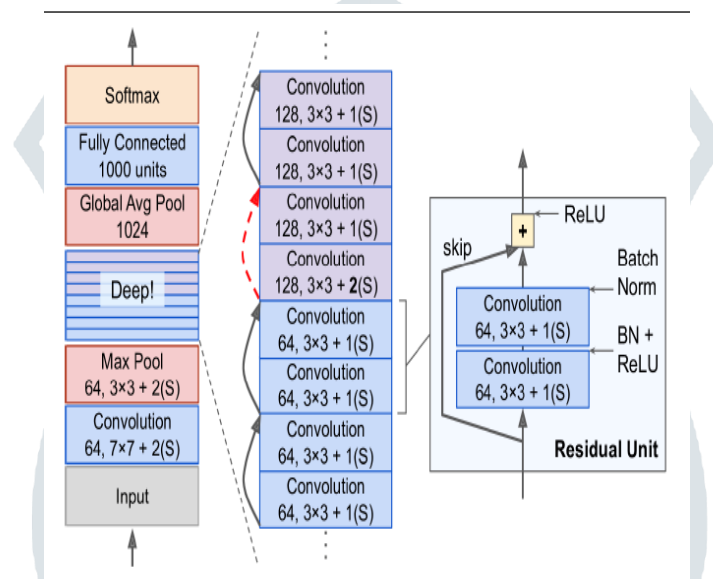 Softmax
Fully Connected
1000 units
Global Avg Pool
1024
Deep!
Max Pool
64, 3×3 + 2(S)
Convolution
64, 7×7 + 2(S)
Input
Convolution
128, 3×3 + 1(S)
Convolution
128, 3×3 + 1(S)
Convolution
128, 3×3 + 1(S)
Convolution
128, 3×3 + 2(S)
Convolution
64, 3×3 + 1(S)
Convolution
64, 3×3 + 1(S)
Convolution
64, 3×3 + 1(S)
Convolution
64, 3×3 + 1(S)
ReLU
+
skip
Batch
Norm
Convolution
64, 3×3 + 1(S)
BN +
ReLU
Convolution
64, 3×3 + 1(S)
Residual Unit